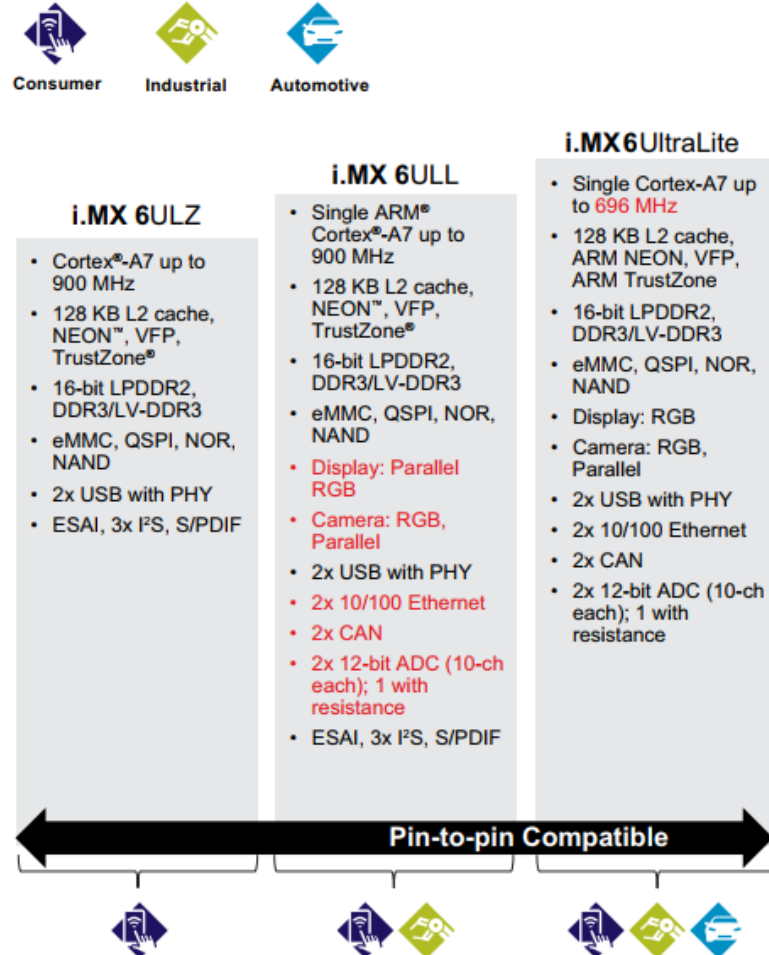 Consumer
Industrial
Automotive
i.MX 6ULZ
• Cortex®-A7 up to
900 MHz
• 128 KB L2 cache,
NEON™, VFP,
TrustZone®
• 16-bit LPDDR2,
DDR3/LV-DDR3
• eMMC, QSPI, NOR,
NAND
• 2x USB with PHY
• ESAI, 3x I²S, S/PDIF
i.MX 6ULL
• Single ARM®
Cortex®-A7 up to
900 MHz
• 128 KB L2 cache,
NEON™, VFP,
TrustZone®
• 16-bit LPDDR2,
DDR3/LV-DDR3
• eMMC, QSPI, NOR,
NAND
• Display: Parallel
RGB
• Camera: RGB,
Parallel
• 2x USB with PHY
• 2x 10/100 Ethernet
• 2x CAN
• 2x 12-bit ADC (10-ch
each); 1 with
resistance
• ESAI, 3x I²S, S/PDIF
i.MX6UltraLite
• Single Cortex-A7 up
to 696 MHz
• 128 KB L2 cache,
ARM NEON, VFP,
ARM TrustZone
• 16-bit LPDDR2,
DDR3/LV-DDR3
• eMMC, QSPI, NOR,
NAND
• Display: RGB
• Camera: RGB,
Parallel
• 2x USB with PHY
• 2x 10/100 Ethernet
• 2x CAN
• 2x 12-bit ADC (10-ch
each); 1 with
resistance
Pin-to-pin Compatible